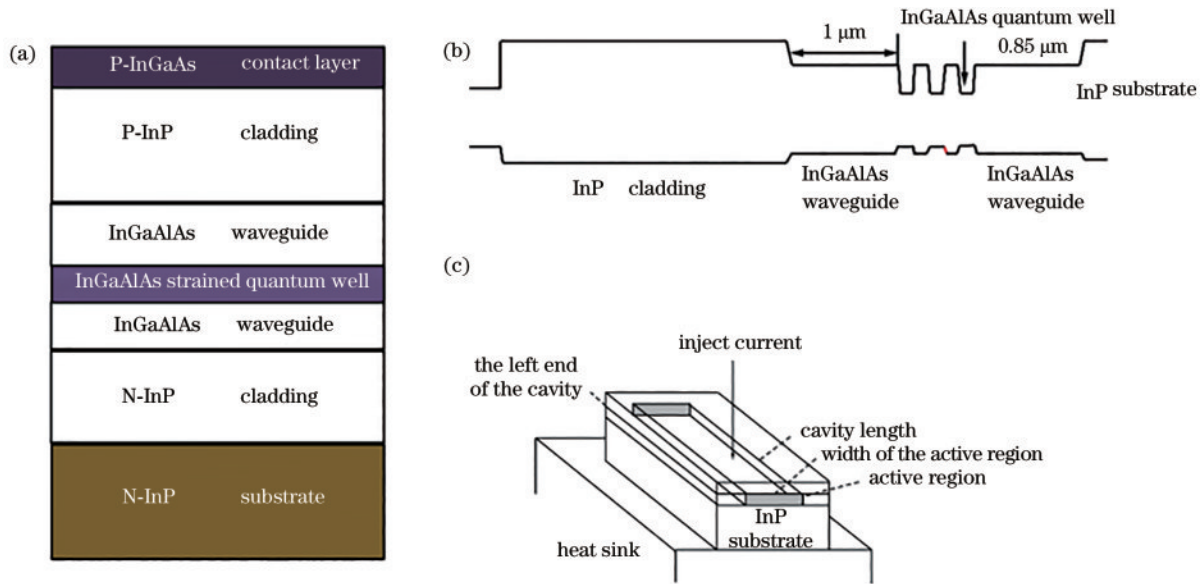 (a)
P-InGaAs contact layer
P-InP cladding
InGaAlAs waveguide
InGaAlAs strained quantum well
InGaAlAs waveguide
N-InP cladding
N-InP substrate
(b)
InGaAlAs quantum well
1 μm
0.85 μm
InP substrate
InP cladding
InGaAlAs
waveguide
InGaAlAs
waveguide
(c)
inject current
the left end
of the cavity
cavity length
width of the active region
active region
InP
substrate
heat sink